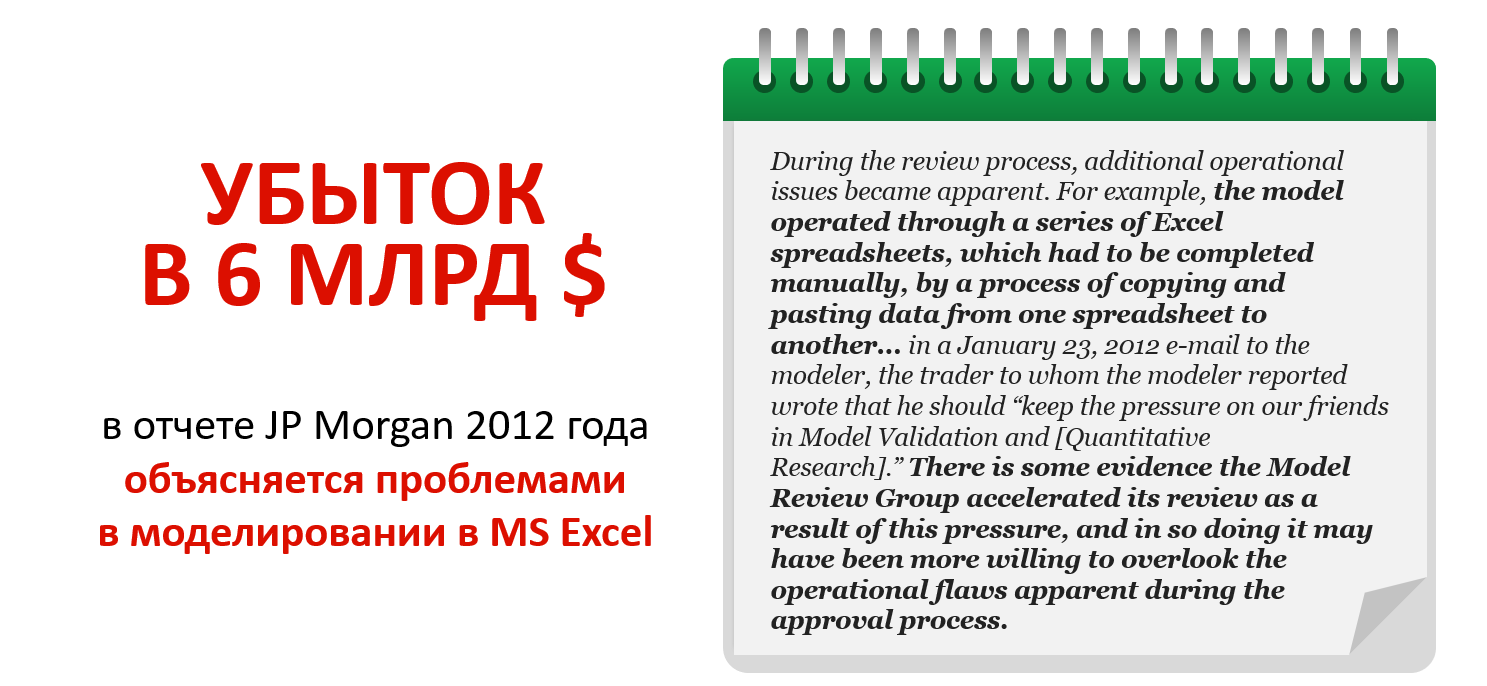 УБЫТОК
В 6 МЛРД $
в отчете JP Morgan 2012 года
объясняется проблемами
в моделировании в MS Excel
During the review process, additional operational
issues became apparent. For example, the model
operated through a series of Excel
spreadsheets, which had to be completed
manually, by a process of copying and
pasting data from one spreadsheet to
another... in a January 23, 2012 e-mail to the
modeler, the trader to whom the modeler reported
wrote that he should “keep the pressure on our friends
in Model Validation and [Quantitative
Research].” There is some evidence the Model
Review Group accelerated its review as a
result of this pressure, and in so doing it may
have been more willing to overlook the
operational flaws apparent during the
approval process.